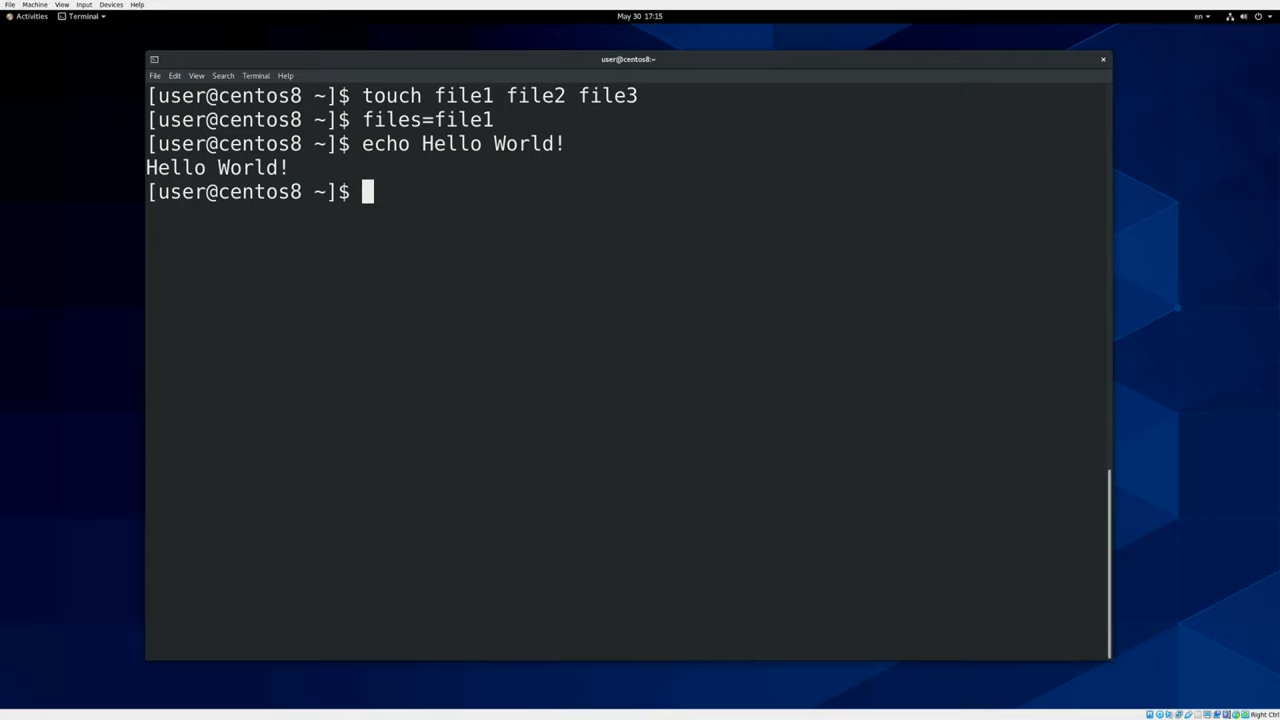 File Machine View Input Devices Help
Activities Terminal May 30 17:15 en
user@centos8:~
File Edit View Search Terminal Help
[user@centos8 ~]$ touch file1 file2 file3
[user@centos8 ~]$ files=file1
[user@centos8 ~]$ echo Hello World!
Hello World!
[user@centos8 ~]$
Right Ctrl